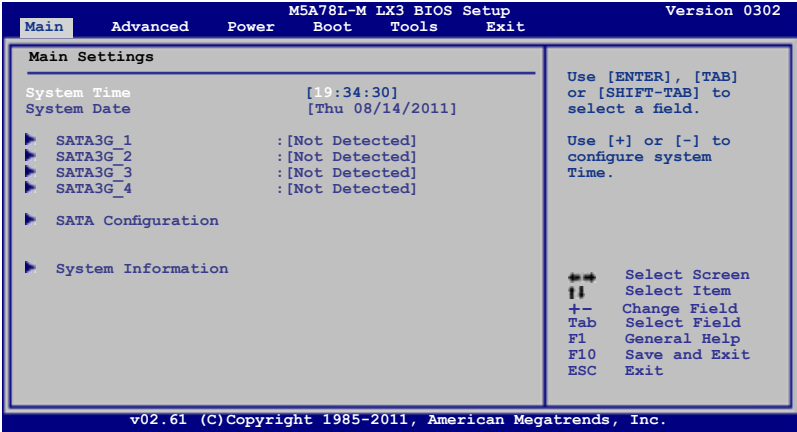 M5A78L-M LX3 BIOS Setup Version 0302
Main Advanced Power Boot Tools Exit
Main Settings
System Time [19:34:30]
System Date [Thu 08/14/2011]
SATA3G_1 :[Not Detected]
SATA3G_2 :[Not Detected]
SATA3G_3 :[Not Detected]
SATA3G_4 :[Not Detected]
SATA Configuration
System Information
Use [ENTER], [TAB]
or [SHIFT-TAB] to
select a field.
Use [+] or [-] to
configure system
Time.
←→ Select Screen
↑↓ Select Item
+- Change Field
Tab Select Field
F1 General Help
F10 Save and Exit
ESC Exit
v02.61 (C)Copyright 1985-2011, American Megatrends, Inc.